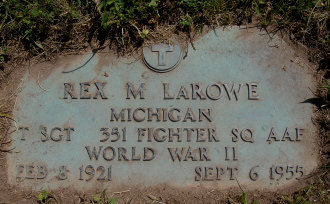 REX M LAROWE
MICHIGAN
T SGT 351 FIGHTER SQ AAF
WORLD WAR II
FEB 8 1921 SEPT 6 1955